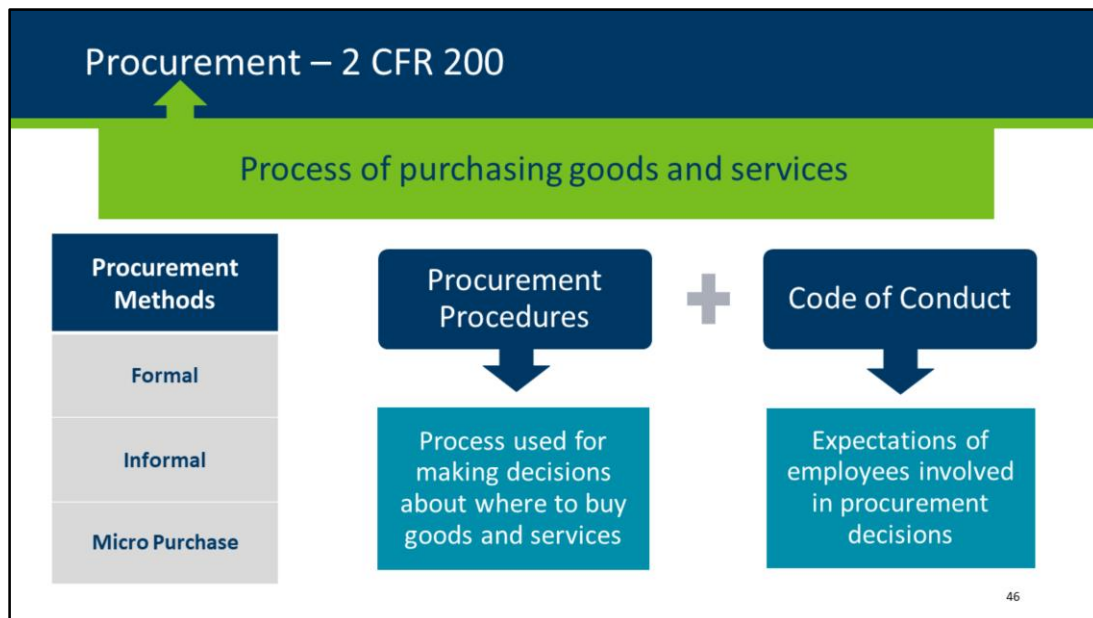 Procurement – 2 CFR 200
Process of purchasing goods and services
Procurement
Methods
Formal
Informal
Micro Purchase
Procurement
Procedures
Code of Conduct
Process used for
making decisions
about where to buy
goods and services
Expectations of
employees involved
in procurement
decisions
46